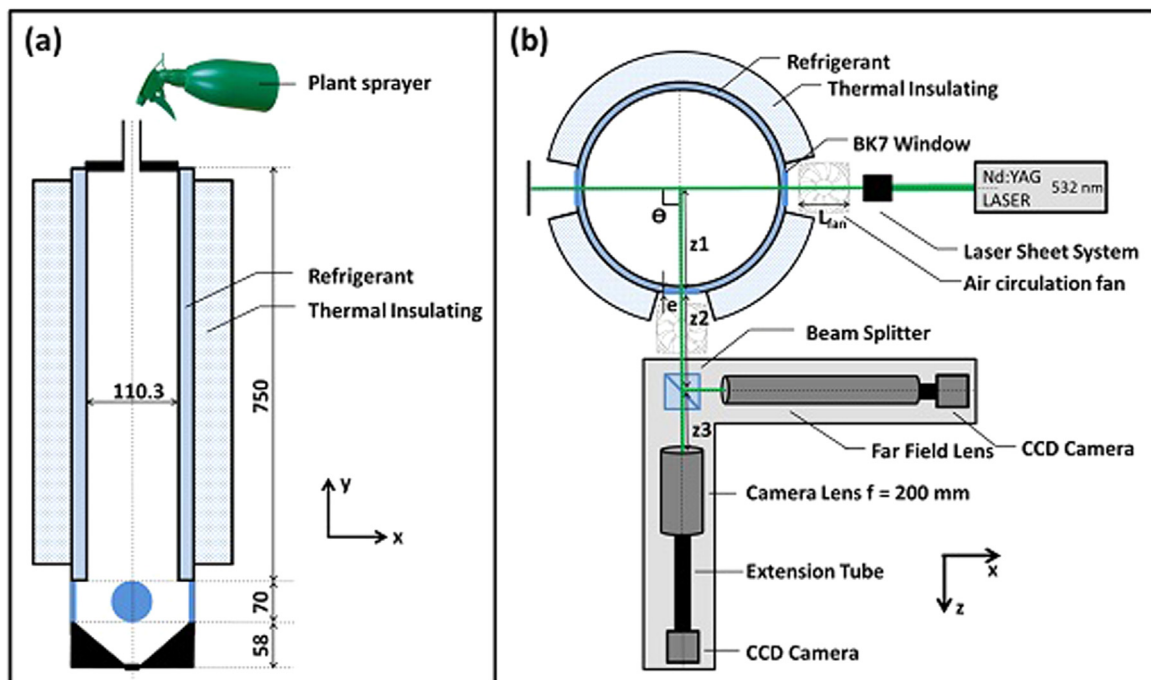 (a)
Plant sprayer
Refrigerant
Thermal Insulating
110.3
750
70
58
y
x
(b)
Refrigerant
Thermal Insulating
BK7 Window
Nd:YAG
LASER
532 nm
Laser Sheet System
Air circulation fan
Lfan
ϴ
z1
e
z2
Beam Splitter
z3
Far Field Lens
CCD Camera
Camera Lens f = 200 mm
Extension Tube
CCD Camera
x
z